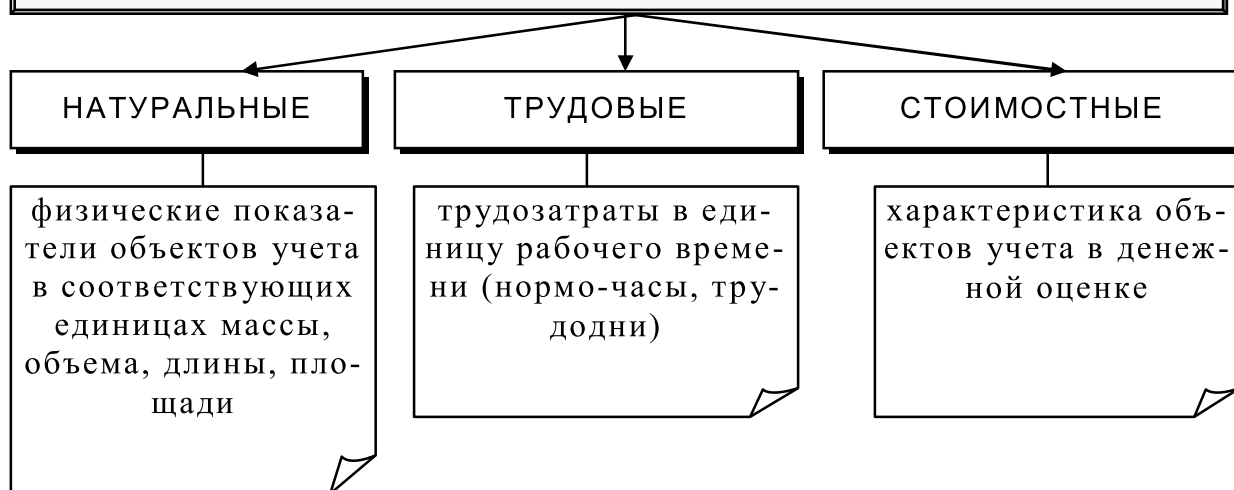 НАТУРАЛЬНЫЕ
ТРУДОВЫЕ
СТОИМОСТНЫЕ
физические показа-
тели объектов учета
в соответствующих
единицах массы,
объема, длины, пло-
щади
трудозатраты в еди-
ницу рабочего време-
ни (нормо-часы, тру-
додни)
характеристика объ-
ектов учета в денеж-
ной оценке